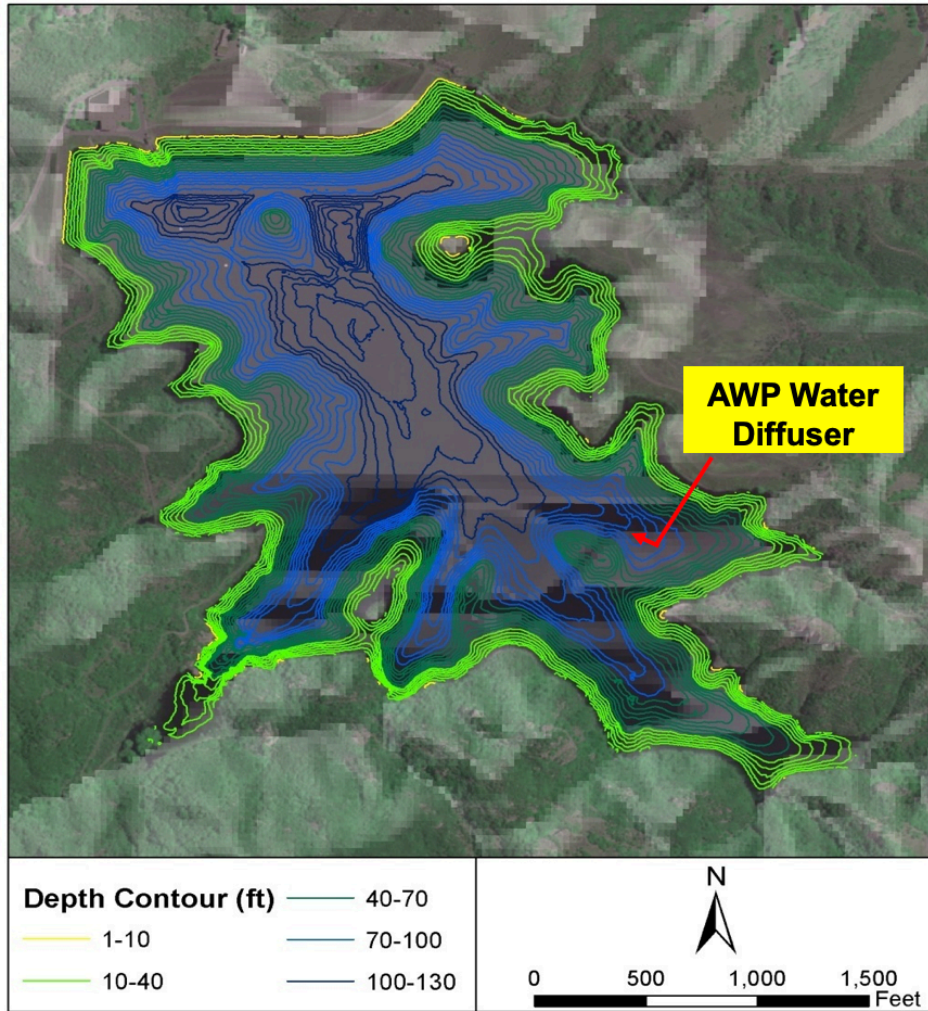 AWP Water
Diffuser
Depth Contour (ft)
1-10
10-40
40-70
70-100
100-130
N
0 500 1,000 1,500
Feet